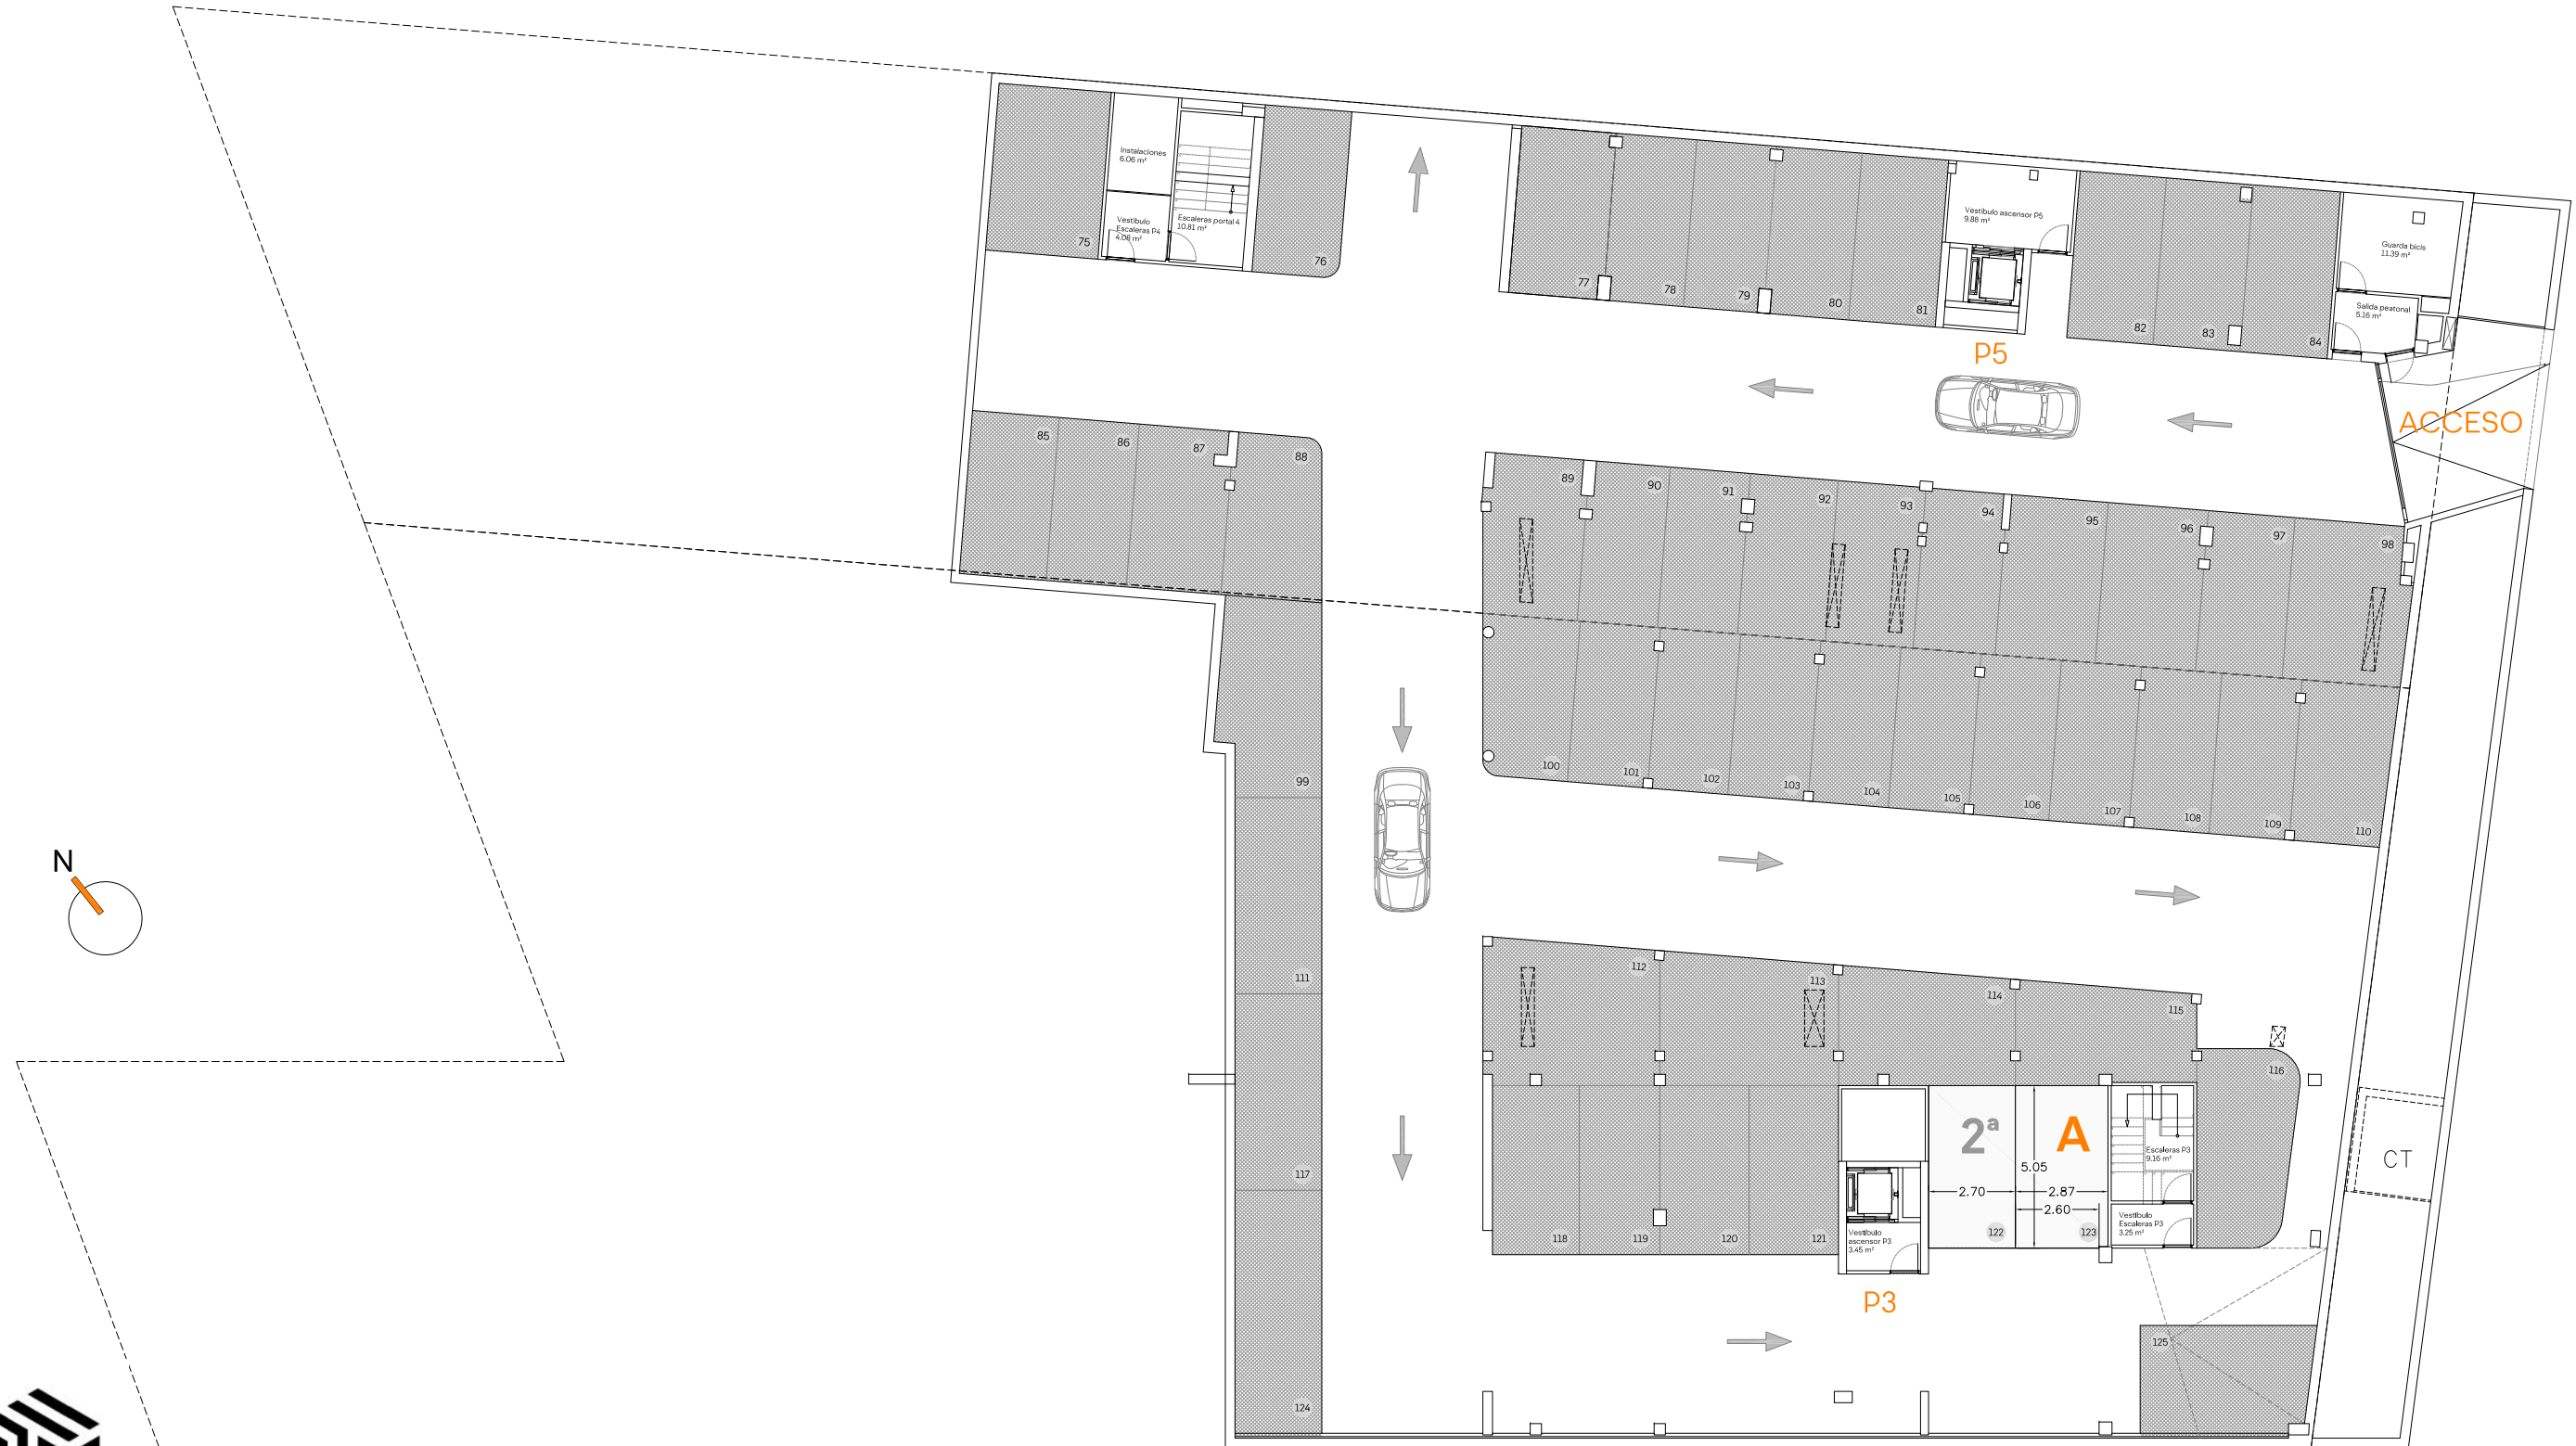 Instalaciones
6.06 m²
Vestíbulo
Escaleras P4
4.08 m²
Escaleras portal 4
10.81 m²
75
76
77
78
79
80
81
Vestíbulo ascensor P5
9.88 m²
82
83
84
Guarda bicis
11.39 m²
Salida peatonal
5.16 m²
P5
ACCESO
85
86
87
88
89
90
91
92
93
94
95
96
97
98
99
100
101
102
103
104
105
106
107
108
109
110
N
111
112
113
114
115
116
117
118
119
120
121
2ª
A
5.05
2.70
2.87
2.60
122
123
Escaleras P3
9.16 m²
Vestíbulo
Escaleras P3
3.25 m²
Vestíbulo
ascensor P3
3.45 m²
CT
P3
124
125